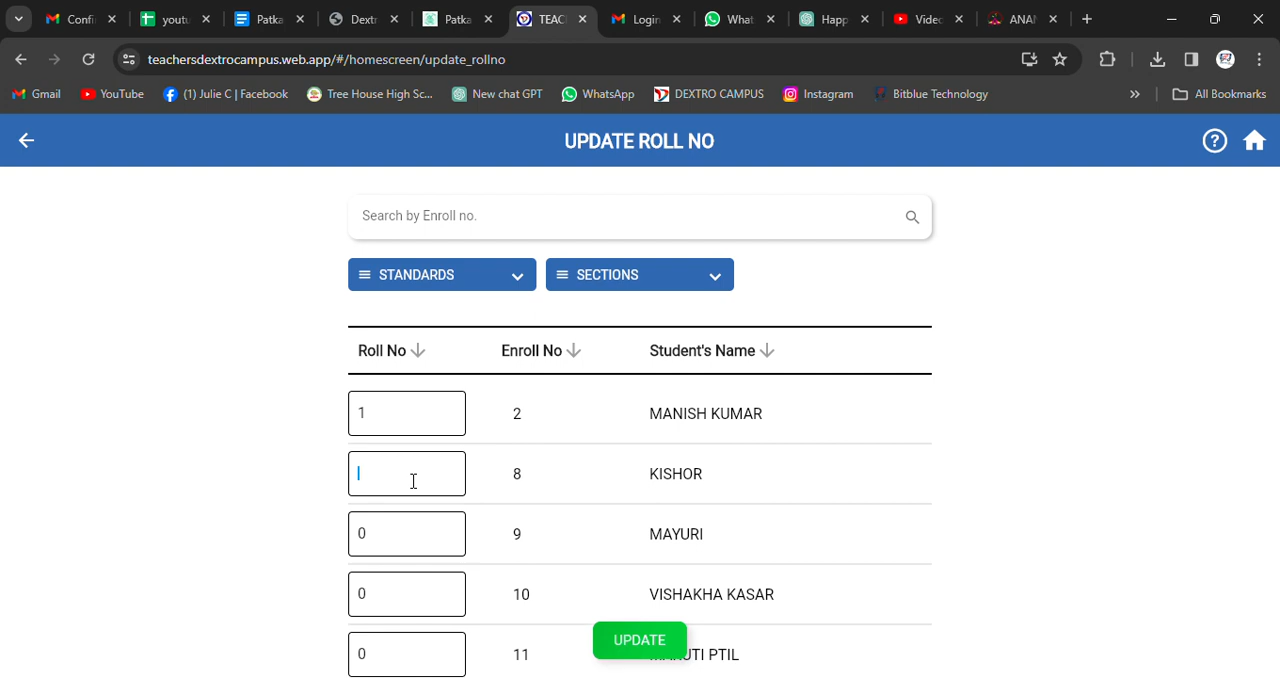 Confi
youtu
Patka
Dextr
Patka
TEAC
Login
What
Happ
Videc
ANAN
teachersdextrocampus.web.app/#/homescreen/update_rollno
Gmail
YouTube
(1) Julie C | Facebook
Tree House High Sc...
New chat GPT
WhatsApp
DEXTRO CAMPUS
Instagram
Bitblue Technology
»
All Bookmarks
UPDATE ROLL NO
Search by Enroll no.
STANDARDS
SECTIONS
Roll No
Enroll No
Student's Name
1
2
MANISH KUMAR
8
KISHOR
0
9
MAYURI
0
10
VISHAKHA KASAR
0
11
UTI PTIL
UPDATE